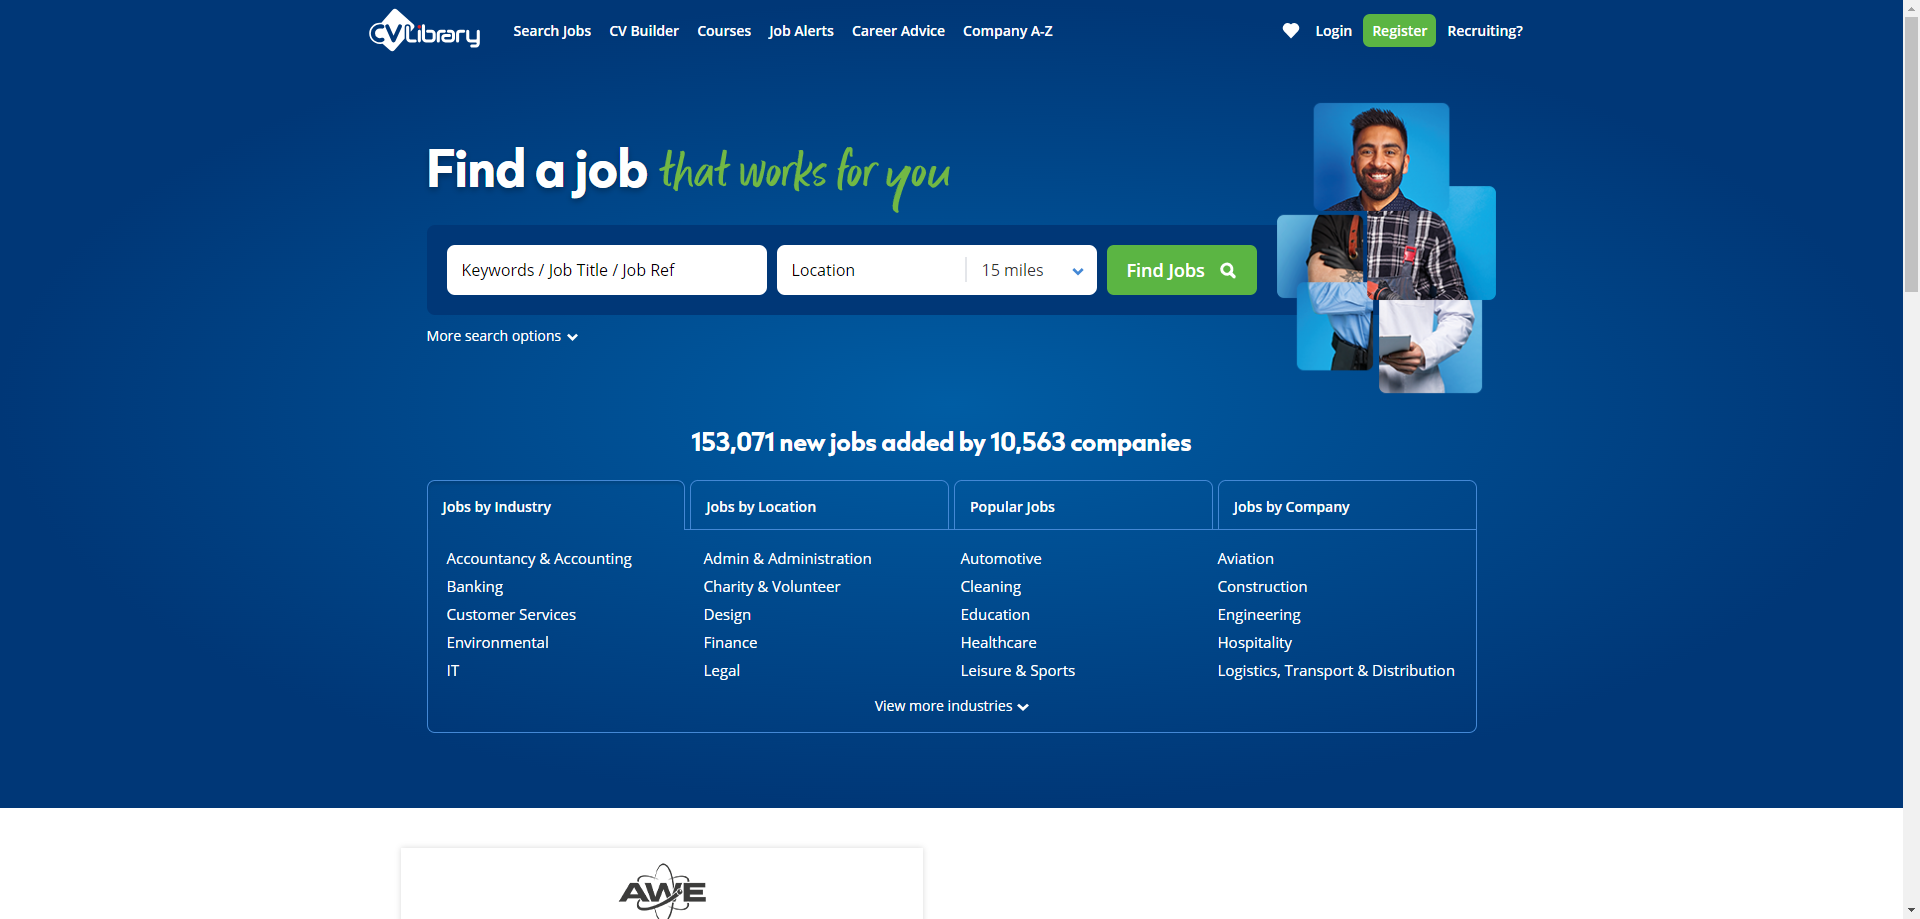 CVLibrary
Search Jobs CV Builder Courses Job Alerts Career Advice Company A-Z Login Register Recruiting?
Find a job that works for you
Keywords / Job Title / Job Ref Location 15 miles Find Jobs
More search options
153,071 new jobs added by 10,563 companies
Jobs by Industry Jobs by Location Popular Jobs Jobs by Company
Accountancy & Accounting Admin & Administration Automotive Aviation
Banking Charity & Volunteer Cleaning Construction
Customer Services Design Education Engineering
Environmental Finance Healthcare Hospitality
IT Legal Leisure & Sports Logistics, Transport & Distribution
View more industries
AWE